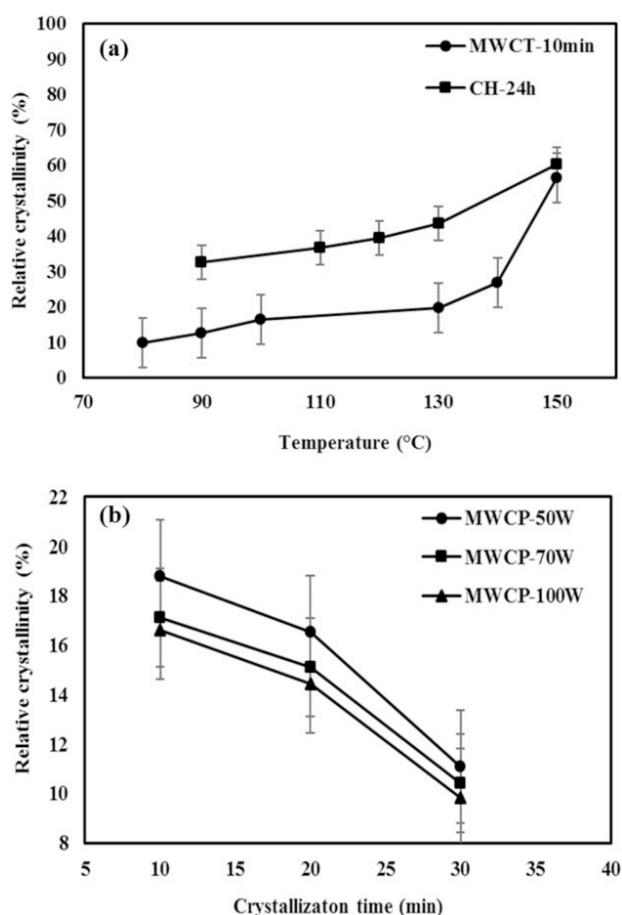 (a)
MWCT-10min
CH-24h
Relative crystallinity (%)
100
90
80
70
60
50
40
30
20
10
0
70
90
110
130
150
Temperature (°C)
(b)
MWCP-50W
MWCP-70W
MWCP-100W
Relative crystallinity (%)
22
20
18
16
14
12
10
8
5
10
15
20
25
30
35
40
Crystallizaton time (min)